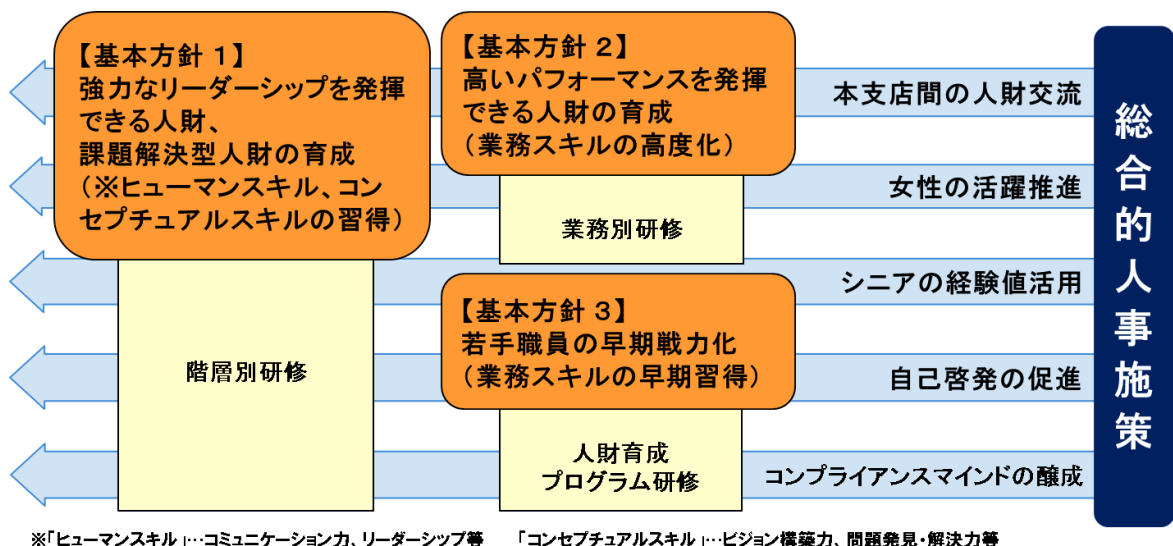 【基本方針1】
強力なリーダーシップを発揮
できる人財、
課題解決型人財の育成
(※ヒューマンスキル、コン
セプチュアルスキルの習得)
階層別研修
【基本方針2】
高いパフォーマンスを発揮
できる人財の育成
(業務スキルの高度化)
業務別研修
【基本方針3】
若手職員の早期戦力化
(業務スキルの早期習得)
人財育成
プログラム研修
本支店間の人財交流
女性の活躍推進
シニアの経験値活用
自己啓発の促進
コンプライアンスマインドの醸成
総合的人事施策
※「ヒューマンスキル」…コミュニケーション力、リーダーシップ等 「コンセプチュアルスキル」…ビジョン構築力、問題発見・解決力等